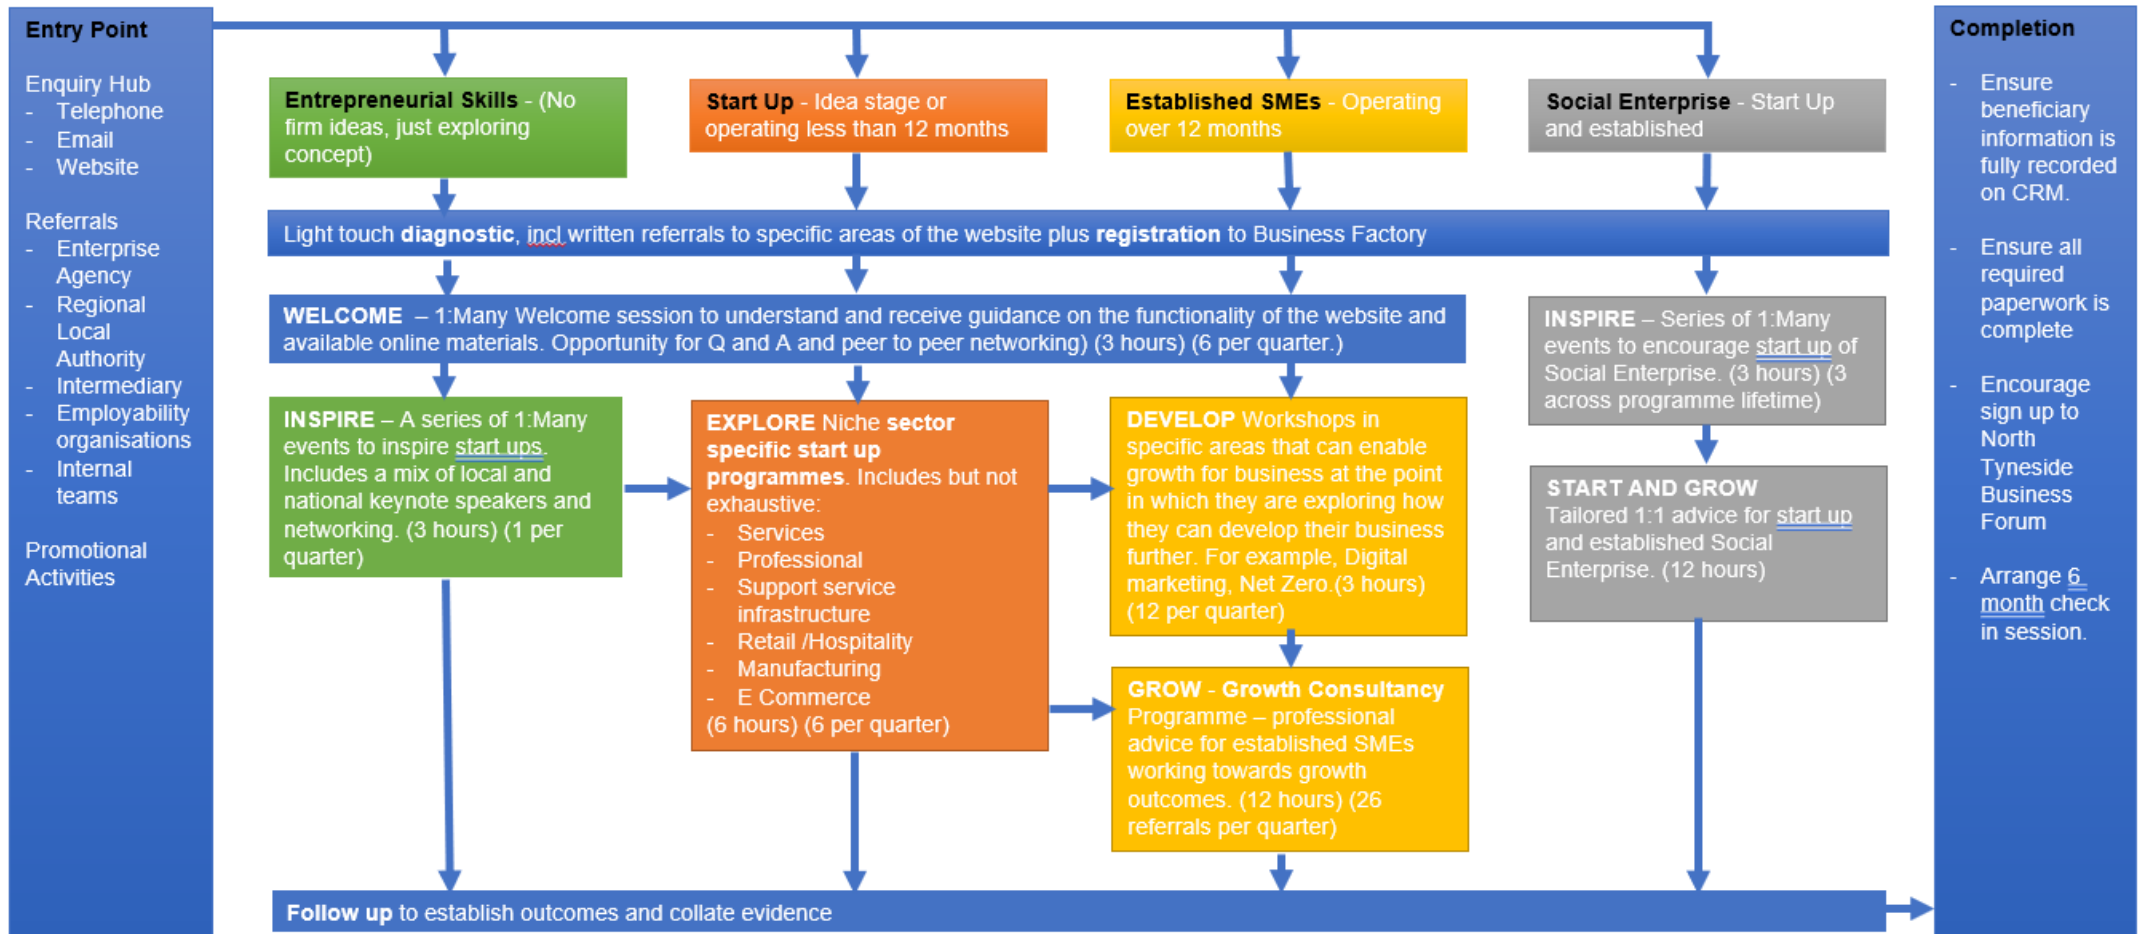 Entry Point
Enquiry Hub
- Telephone
- Email
- Website
Referrals
- Enterprise
Agency
- Regional
Local
Authority
- Intermediary
- Employability
organisations
- Internal
teams
Promotional
Activities
Entrepreneurial Skills - (No
firm ideas, just exploring
concept)
Start Up - Idea stage or
operating less than 12 months
Established SMEs - Operating
over 12 months
Social Enterprise - Start Up
and established
Light touch diagnostic, incl written referrals to specific areas of the website plus registration to Business Factory
WELCOME – 1:Many Welcome session to understand and receive guidance on the functionality of the website and
available online materials. Opportunity for Q and A and peer to peer networking) (3 hours) (6 per quarter.)
INSPIRE – A series of 1:Many
events to inspire start ups.
Includes a mix of local and
national keynote speakers and
networking. (3 hours) (1 per
quarter)
EXPLORE Niche sector
specific start up
programmes. Includes but not
exhaustive:
- Services
- Professional
- Support service
infrastructure
- Retail /Hospitality
- Manufacturing
- E Commerce
(6 hours) (6 per quarter)
DEVELOP Workshops in
specific areas that can enable
growth for business at the point
in which they are exploring how
they can develop their business
further. For example, Digital
marketing, Net Zero.(3 hours)
(12 per quarter)
GROW - Growth Consultancy
Programme – professional
advice for established SMEs
working towards growth
outcomes. (12 hours) (26
referrals per quarter)
INSPIRE – Series of 1:Many
events to encourage start up of
Social Enterprise. (3 hours) (3
across programme lifetime)
START AND GROW
Tailored 1:1 advice for start up
and established Social
Enterprise. (12 hours)
Follow up to establish outcomes and collate evidence
Completion
- Ensure
beneficiary
information is
fully recorded
on CRM.
- Ensure all
required
paperwork is
complete
- Encourage
sign up to
North
Tyneside
Business
Forum
- Arrange 6
month check
in session.